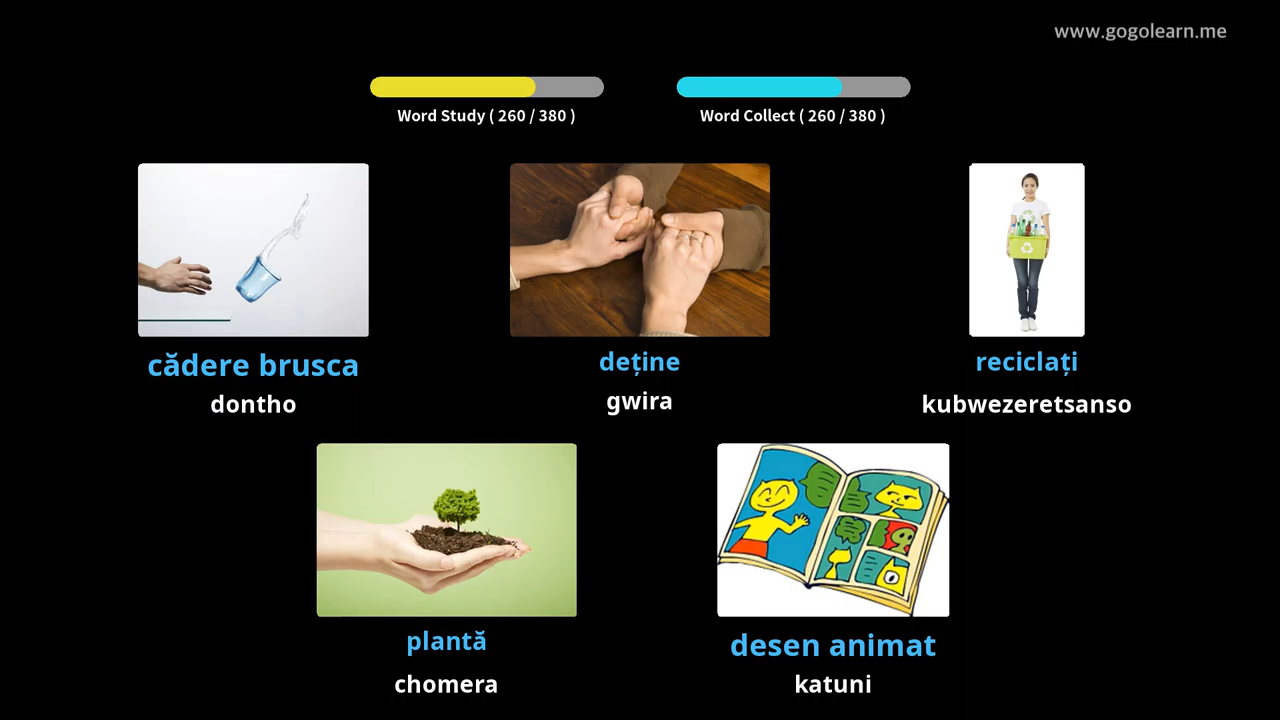 www.gogolearn.me
Word Study ( 260 / 380 )
Word Collect ( 260 / 380 )
cădere brusca
dontho
deține
gwira
reciclați
kubwezeretsanso
plantă
chomera
desen animat
katuni